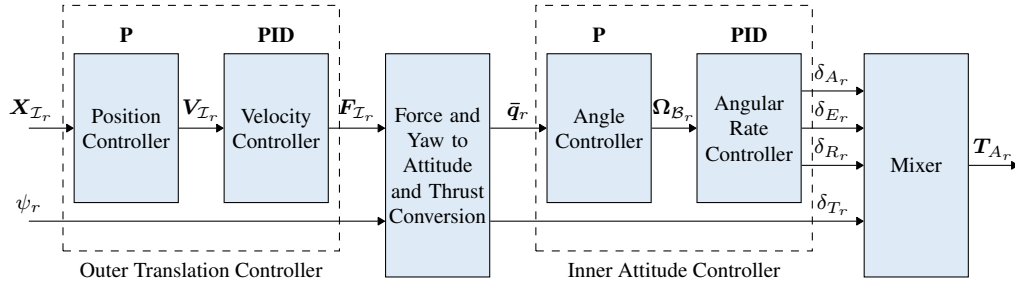 P
PID
P
PID
X_{I_r}
Position
Controller
V_{I_r}
Velocity
Controller
F_{I_r}
Force and
Yaw to
Attitude
and Thrust
Conversion
q̄_r
Angle
Controller
Ω_{B_r}
Angular
Rate
Controller
δ_{A_r}
δ_{E_r}
δ_{R_r}
Mixer
T_{A_r}
ψ_r
δ_{T_r}
Outer Translation Controller
Inner Attitude Controller